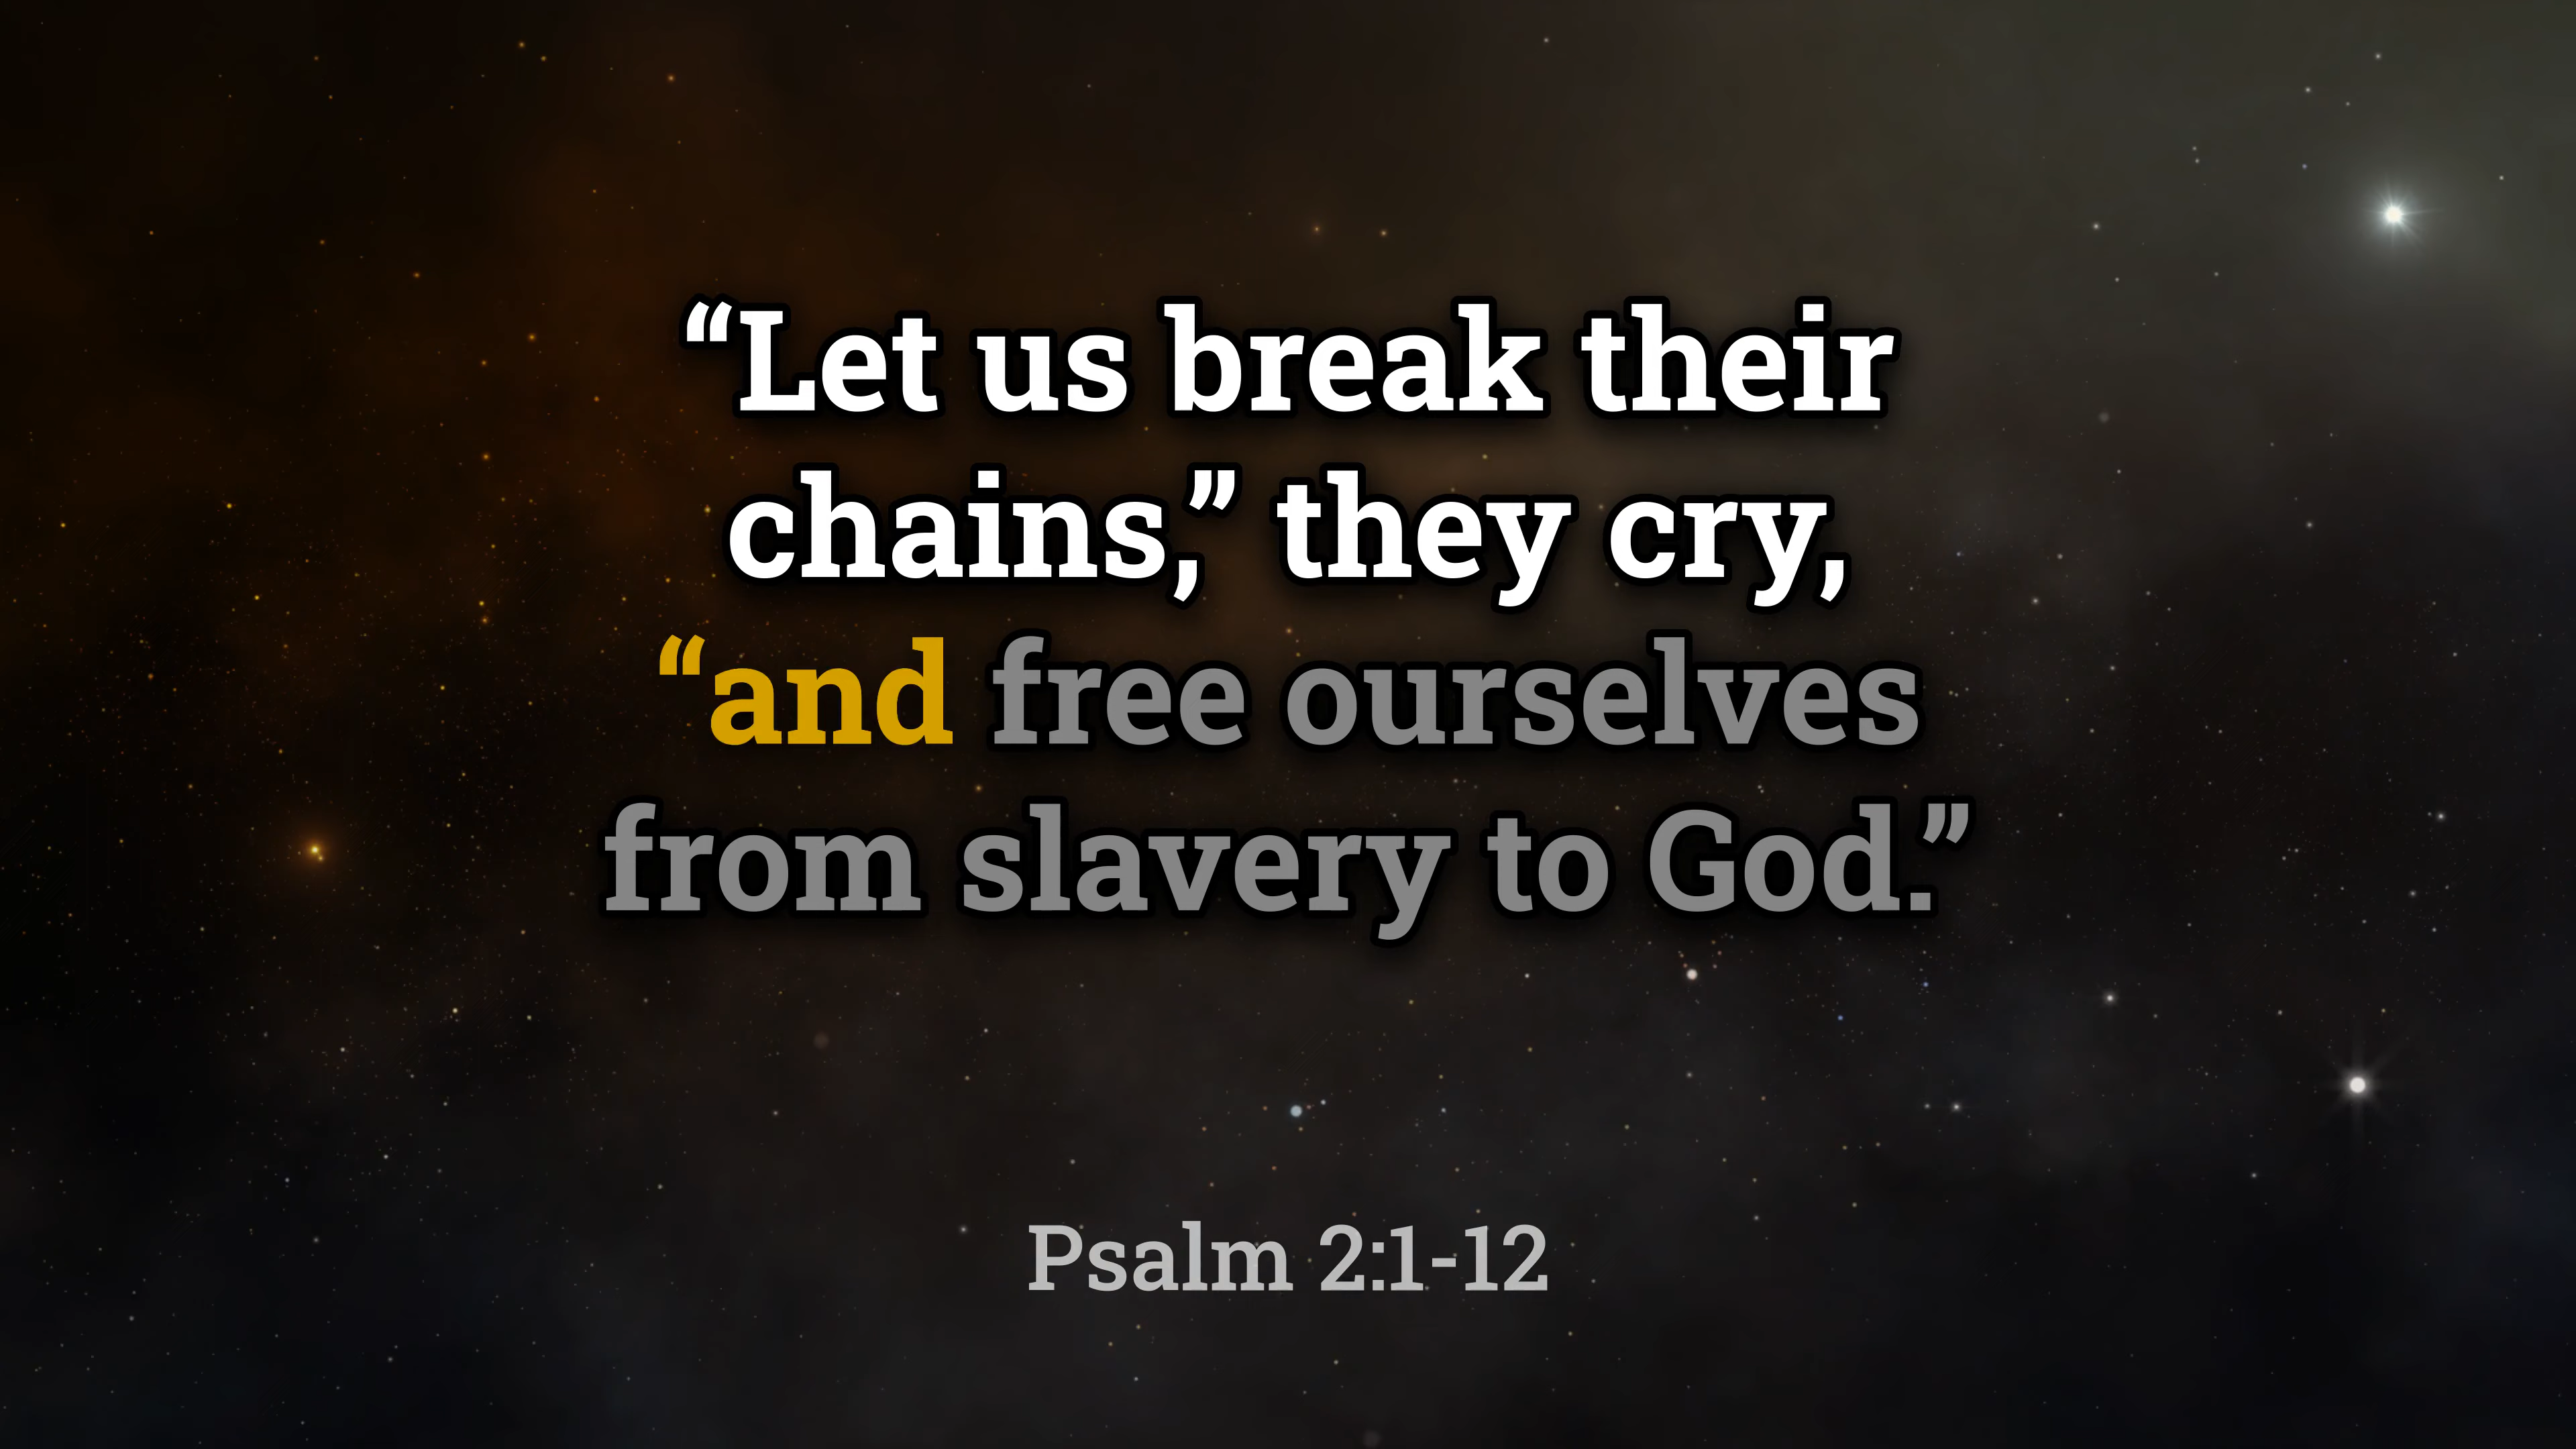 “Let us break their
chains,” they cry,
“and free ourselves
from slavery to God.”
Psalm 2:1-12